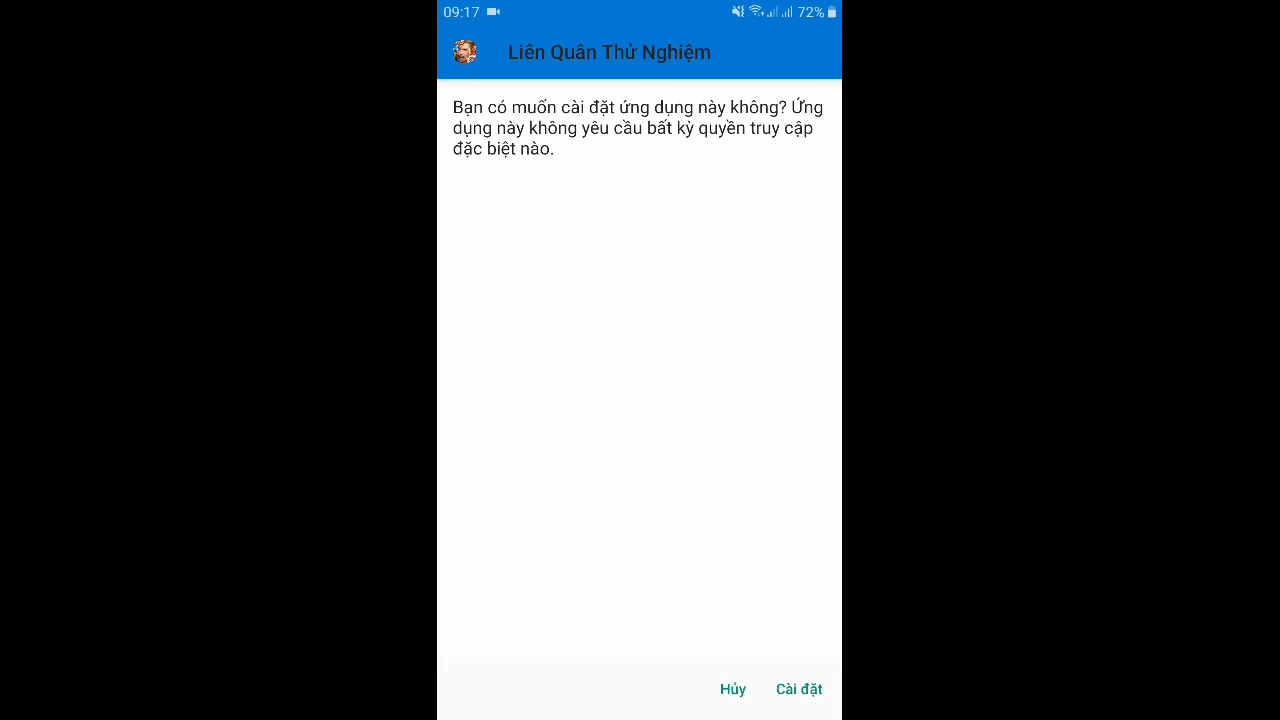 09:17
72%
Liên Quân Thử Nghiệm
Bạn có muốn cài đặt ứng dụng này không? Ứng
dụng này không yêu cầu bất kỳ quyền truy cập
đặc biệt nào.
Hủy
Cài đặt